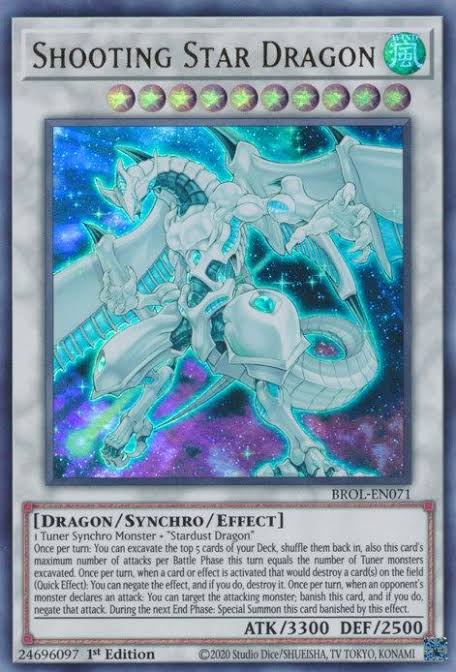 SHOOTING STAR DRAGON
WIND
風
BROL-EN071
[DRAGON/SYNCHRO/EFFECT]
1 Tuner Synchro Monster + "Stardust Dragon"
Once per turn: You can excavate the top 5 cards of your Deck, shuffle them back in, also this card's
maximum number of attacks per Battle Phase this turn equals the number of Tuner monsters
excavated. Once per turn, when a card or effect is activated that would destroy a card(s) on the field
(Quick Effect): You can negate the effect, and if you do, destroy it. Once per turn, when an opponent's
monster declares an attack: You can target the attacking monster; banish this card, and if you do,
negate that attack. During the next End Phase: Special Summon this card banished by this effect.
ATK/3300 DEF/2500
24696097 1st Edition ©2020 Studio Dice/SHUEISHA, TV TOKYO, KONAMI